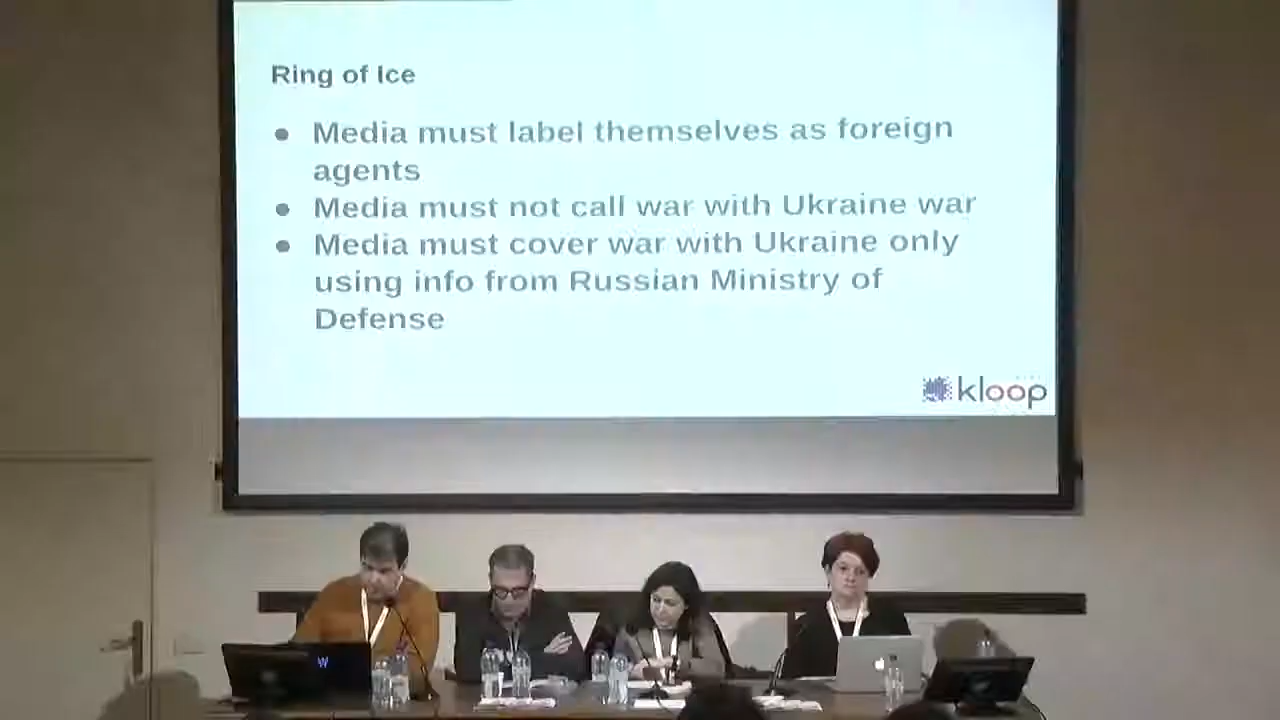 Ring of Ice
● Media must label themselves as foreign
agents
● Media must not call war with Ukraine war
● Media must cover war with Ukraine only
using info from Russian Ministry of
Defense
kloop